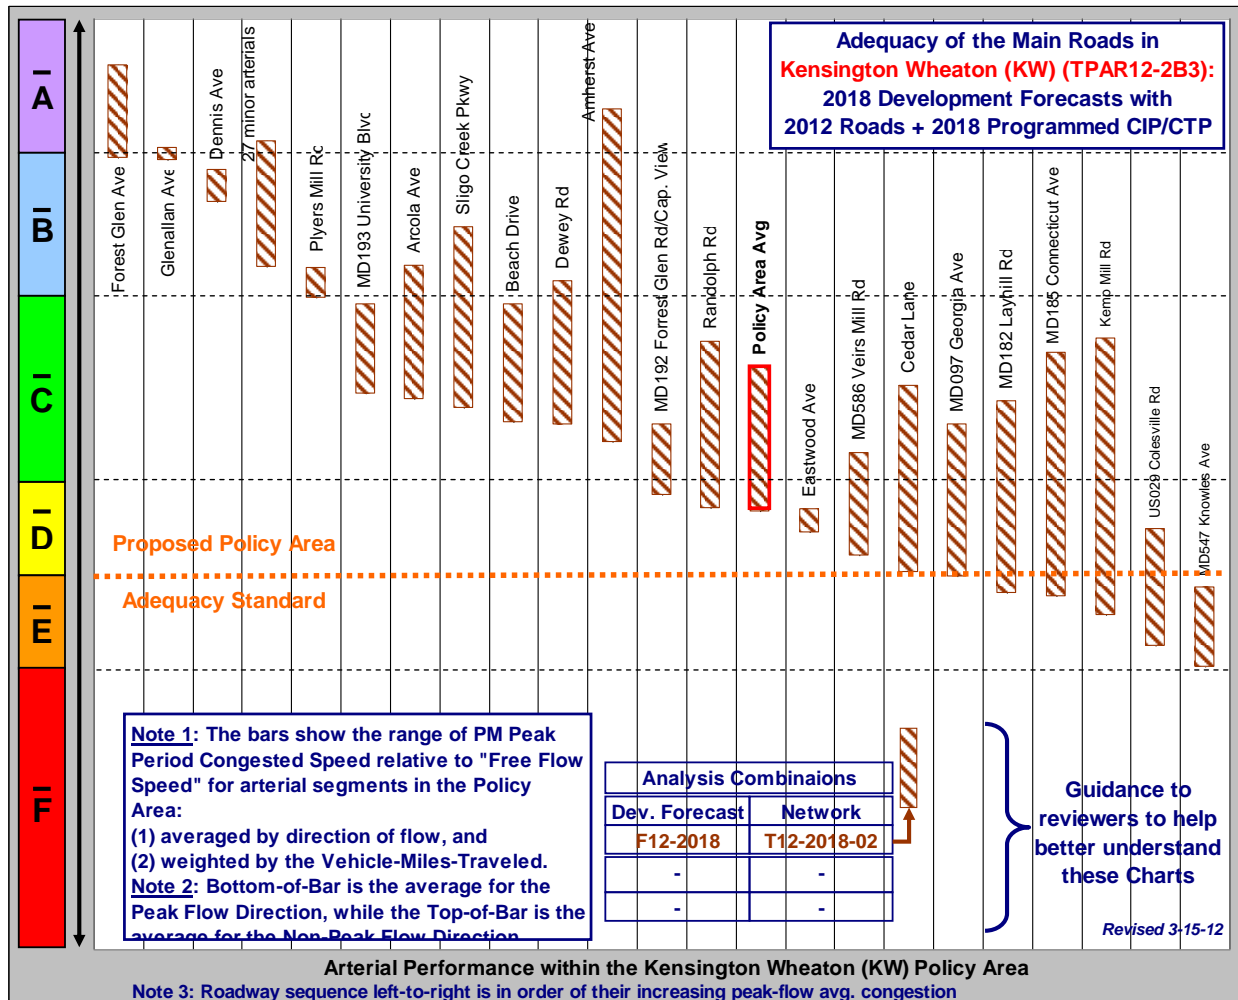 A
B
C
D
E
F
Adequacy of the Main Roads in
Kensington Wheaton (KW) (TPAR12-2B3):
2018 Development Forecasts with
2012 Roads + 2018 Programmed CIP/CTP
Forest Glen Ave
Glenallan Ave
Dennis Ave
27 minor arterials
Plyers Mill Rd
MD193 University Blvd
Arcola Ave
Sligo Creek Pkwy
Beach Drive
Dewey Rd
Amherst Ave
MD192 Forrest Glen Rd/Cap. View
Randolph Rd
Policy Area Avg
Eastwood Ave
MD586 Veirs Mill Rd
Cedar Lane
MD097 Georgia Ave
MD182 Layhill Rd
MD185 Connecticut Ave
Kemp Mill Rd
US029 Colesville Rd
MD547 Knowles Ave
Proposed Policy Area
Adequacy Standard
Note 1: The bars show the range of PM Peak
Period Congested Speed relative to "Free Flow
Speed" for arterial segments in the Policy
Area:
(1) averaged by direction of flow, and
(2) weighted by the Vehicle-Miles-Traveled.
Note 2: Bottom-of-Bar is the average for the
Peak Flow Direction, while the Top-of-Bar is the
average for the Non-Peak Flow Direction
Analysis Combinaions
Dev. Forecast Network
F12-2018 T12-2018-02
- -
- -
Guidance to
reviewers to help
better understand
these Charts
Revised 3-15-12
Arterial Performance within the Kensington Wheaton (KW) Policy Area
Note 3: Roadway sequence left-to-right is in order of their increasing peak-flow avg. congestion